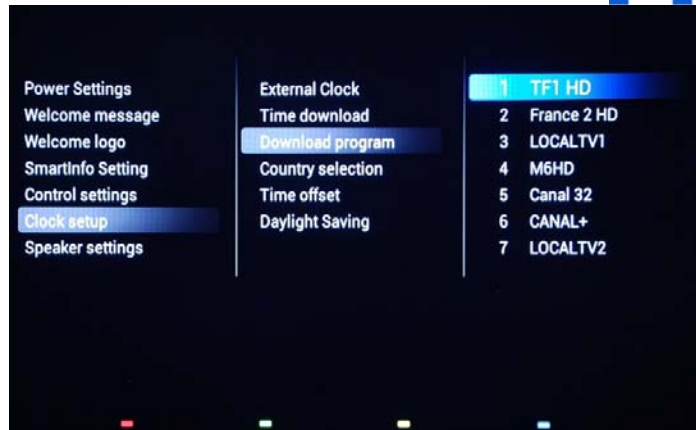 Power Settings
Welcome message
Welcome logo
SmartInfo Setting
Control settings
Clock setup
Speaker settings
External Clock
Time download
Download program
Country selection
Time offset
Daylight Saving
1 TF1 HD
2 France 2 HD
3 LOCALTV1
4 M6HD
5 Canal 32
6 CANAL+
7 LOCALTV2